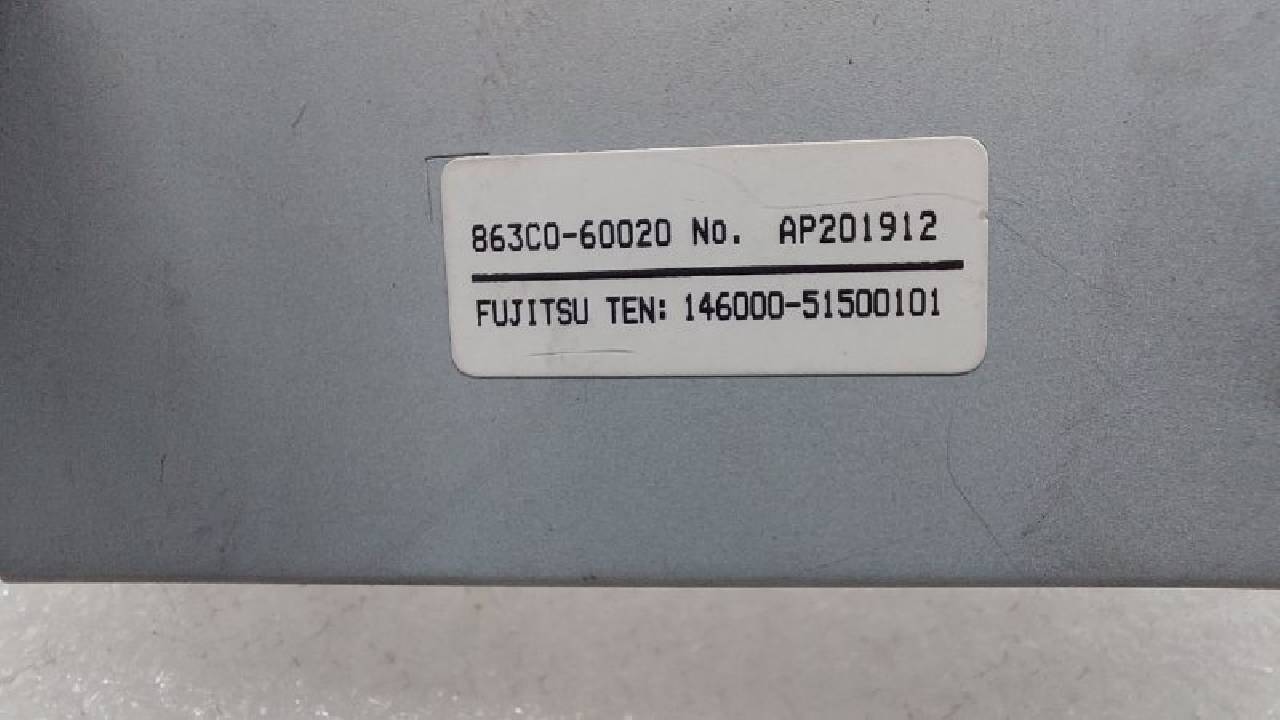 863C0-60020 No. AP201912
FUJITSU TEN: 146000-51500101